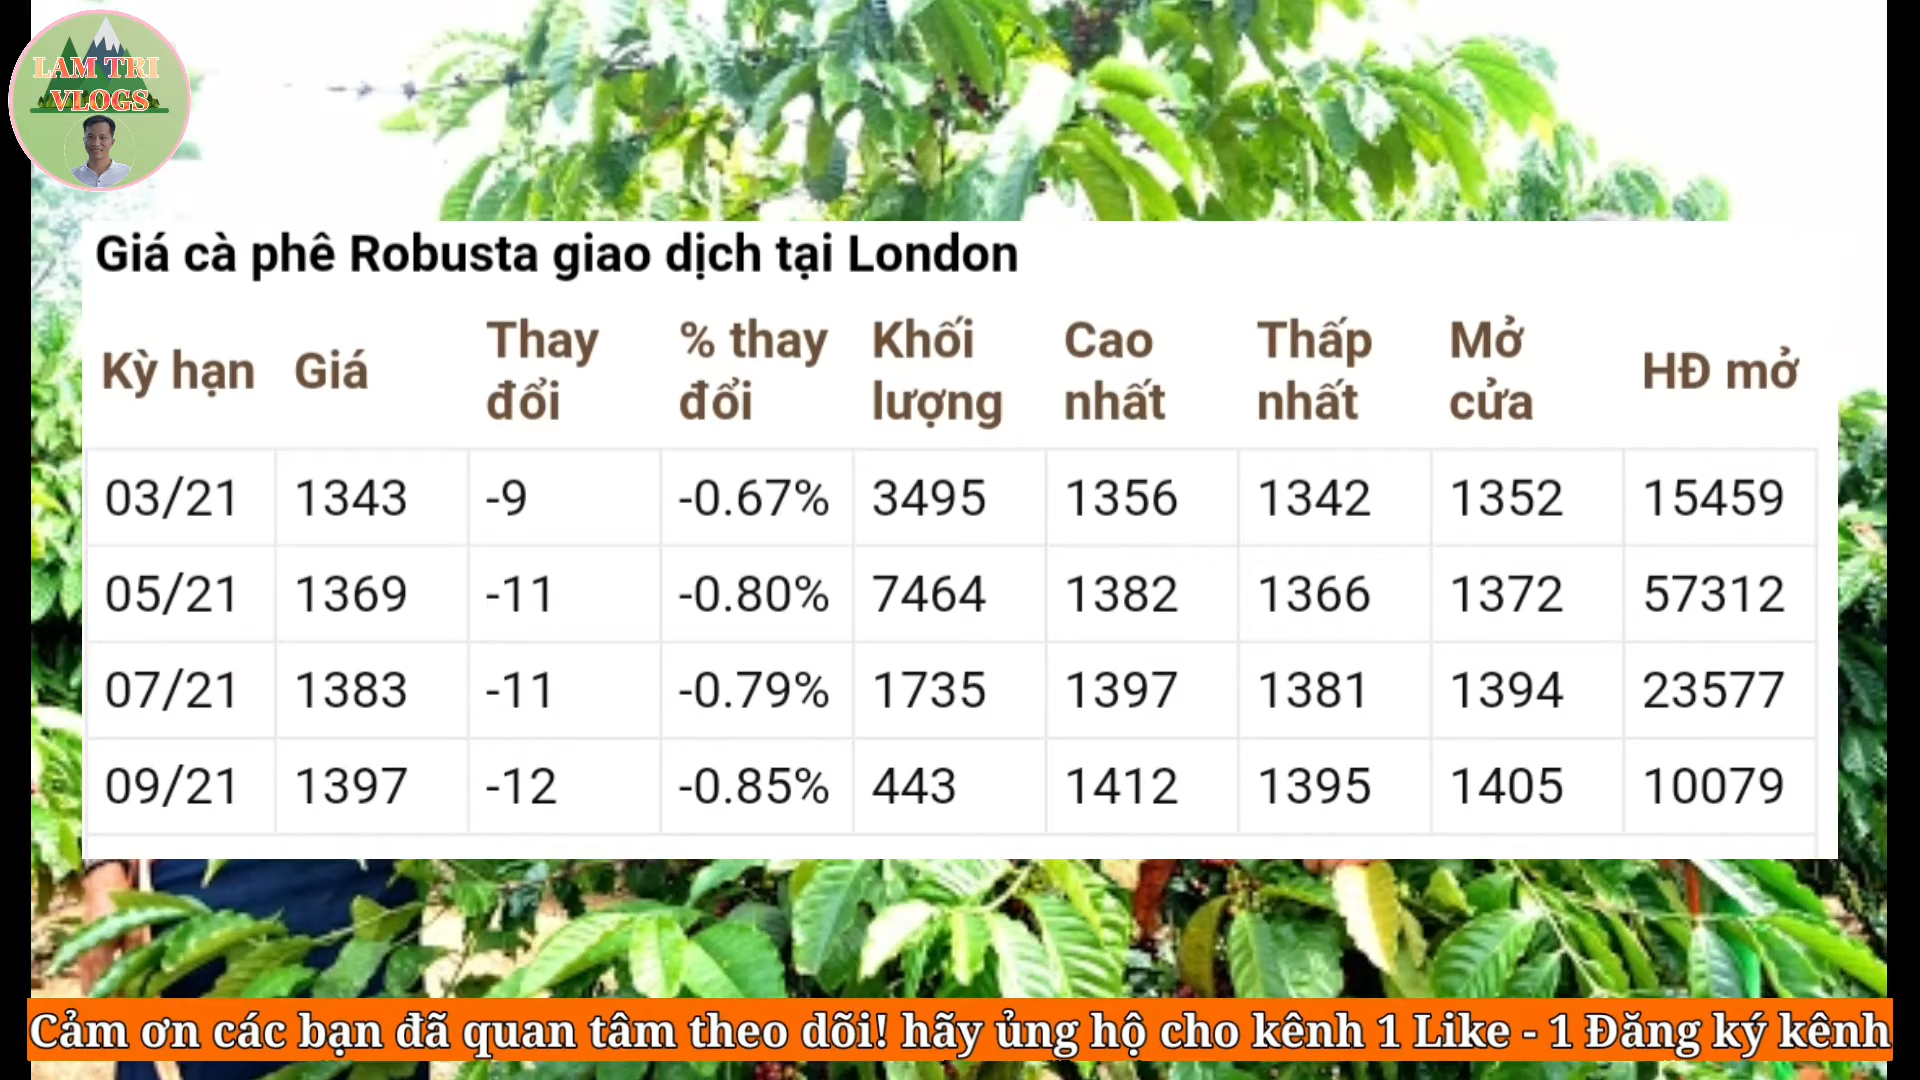 LAM TRI
VLOGS
Giá cà phê Robusta giao dịch tại London
Kỳ hạn Giá Thay đổi % thay đổi Khối lượng Cao nhất Thấp nhất Mở cửa HĐ mở
03/21 1343 -9 -0.67% 3495 1356 1342 1352 15459
05/21 1369 -11 -0.80% 7464 1382 1366 1372 57312
07/21 1383 -11 -0.79% 1735 1397 1381 1394 23577
09/21 1397 -12 -0.85% 443 1412 1395 1405 10079
Cảm ơn các bạn đã quan tâm theo dõi! hãy ủng hộ cho kênh 1 Like - 1 Đăng ký kênh